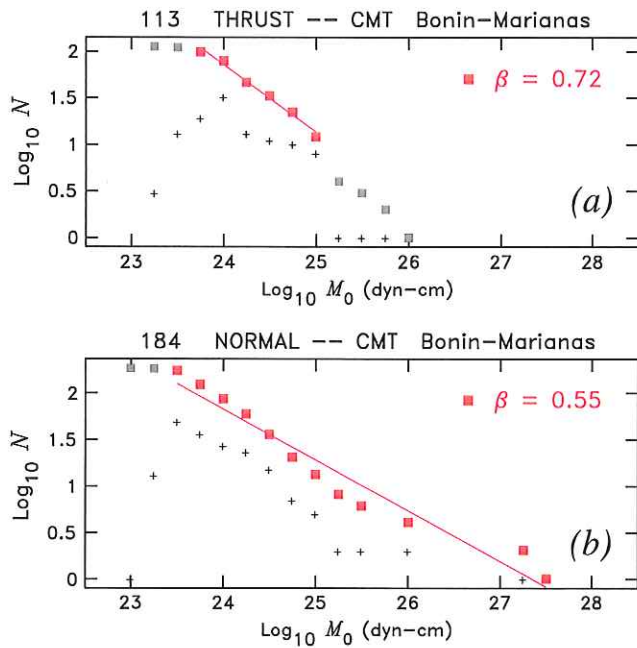 113 THRUST -- CMT Bonin-Marianas
2
1.5
1
0.5
0
Log10 N
β = 0.72
(a)
23 24 25 26 27 28
Log10 M0 (dyn-cm)
184 NORMAL -- CMT Bonin-Marianas
2
1.5
1
0.5
0
Log10 N
β = 0.55
(b)
23 24 25 26 27 28
Log10 M0 (dyn-cm)